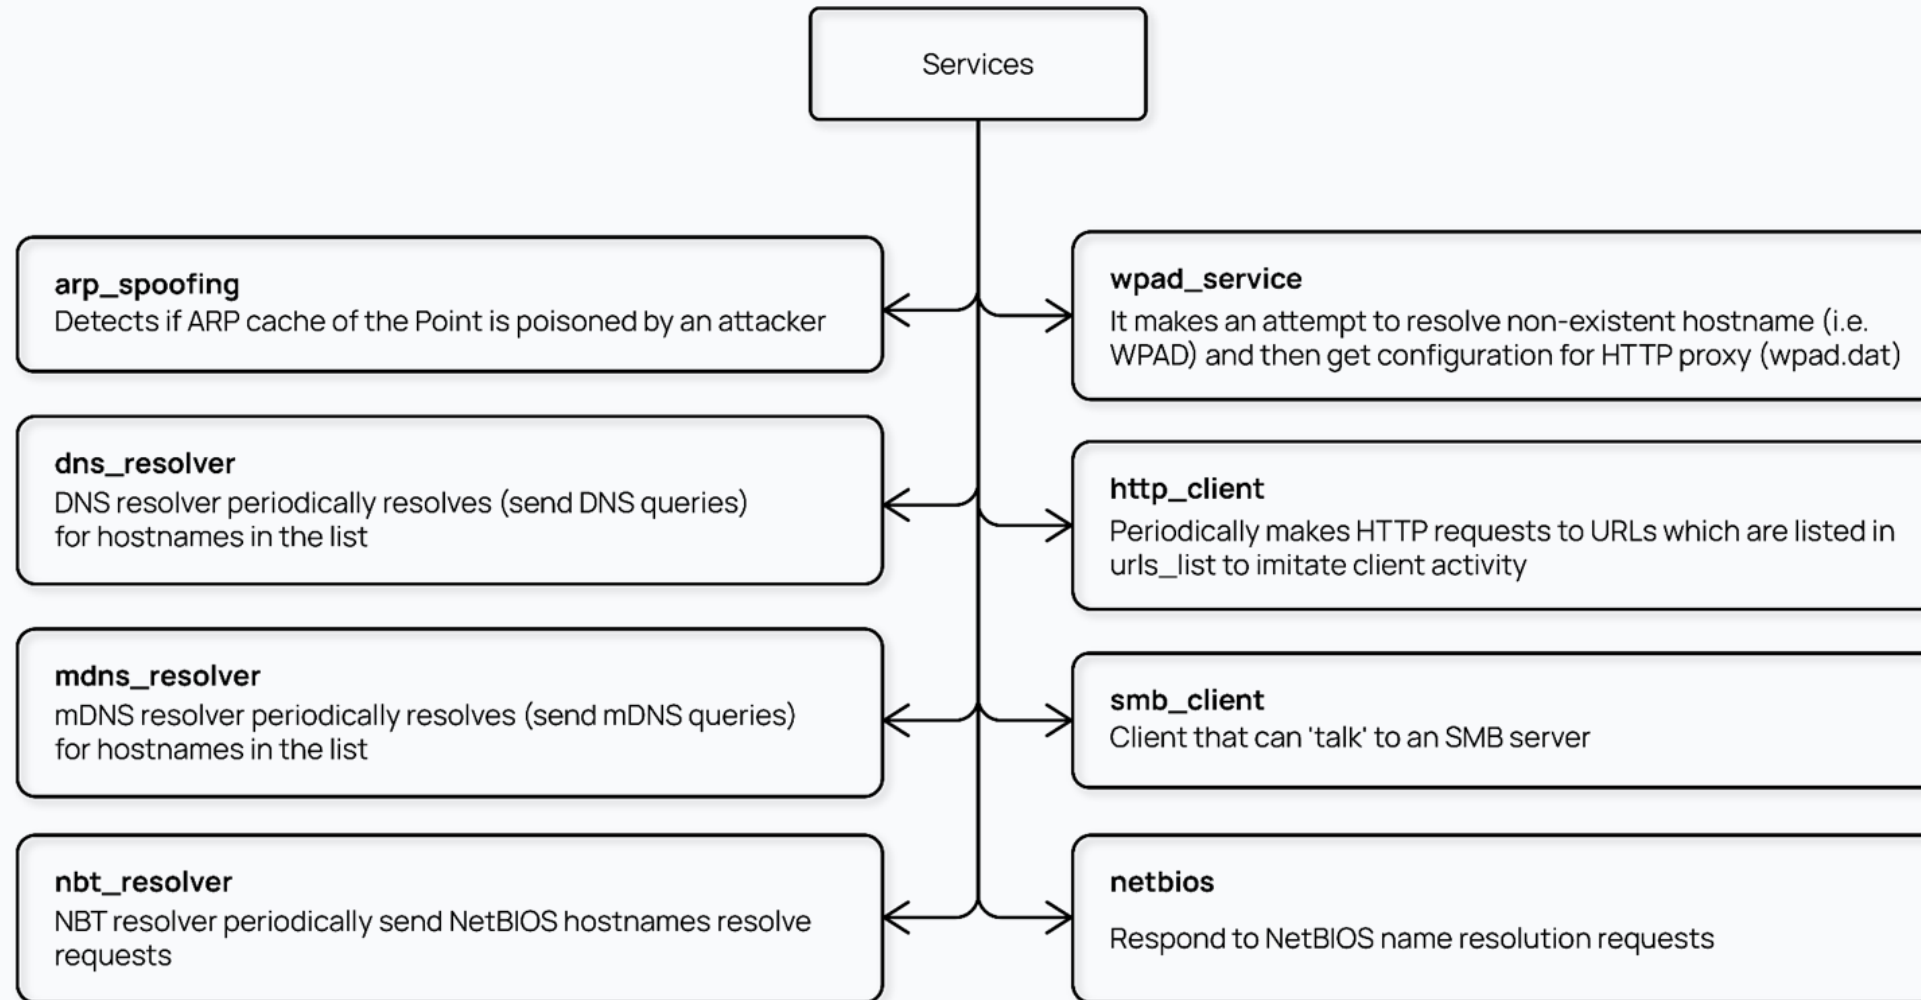 Services
arp_spoofing
Detects if ARP cache of the Point is poisoned by an attacker
dns_resolver
DNS resolver periodically resolves (send DNS queries)
for hostnames in the list
mdns_resolver
mDNS resolver periodically resolves (send mDNS queries)
for hostnames in the list
nbt_resolver
NBT resolver periodically send NetBIOS hostnames resolve
requests
wpad_service
It makes an attempt to resolve non-existent hostname (i.e.
WPAD) and then get configuration for HTTP proxy (wpad.dat)
http_client
Periodically makes HTTP requests to URLs which are listed in
urls_list to imitate client activity
smb_client
Client that can 'talk' to an SMB server
netbios
Respond to NetBIOS name resolution requests